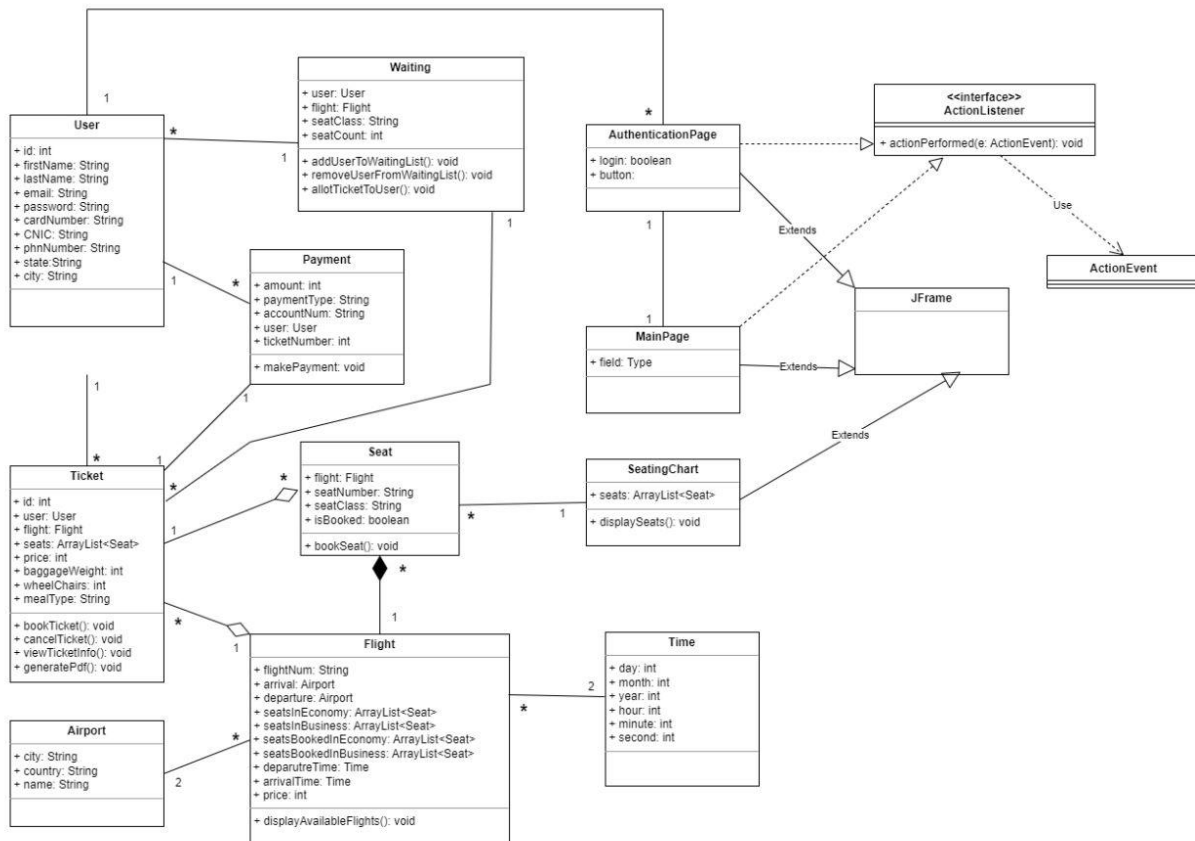 Waiting
+ user: User
+ flight: Flight
+ seatClass: String
+ seatCount: int
+ addUserToWaitingList(): void
+ removeUserFromWaitingList(): void
+ allotTicketToUser(): void
<<interface>>
ActionListener
+ actionPerformed(e: ActionEvent): void
1
*
User
+ id: int
+ firstName: String
+ lastName: String
+ email: String
+ password: String
+ cardNumber: String
+ CNIC: String
+ phnNumber: String
+ state:String
+ city: String
*
1
AuthenticationPage
+ login: boolean
+ button:
Use
Extends
1
1
ActionEvent
Payment
+ amount: int
+ paymentType: String
+ accountNum: String
+ user: User
+ ticketNumber: int
+ makePayment: void
1
*
JFrame
1
MainPage
+ field: Type
Extends
1
*
1
1
*
Extends
Ticket
+ id: int
+ user: User
+ flight: Flight
+ seats: ArrayList<Seat>
+ price: int
+ baggageWeight: int
+ wheelChairs: int
+ mealType: String
+ bookTicket(): void
+ cancelTicket(): void
+ viewTicketInfo(): void
+ generatePdf(): void
1
*
Seat
+ flight: Flight
+ seatNumber: String
+ seatClass: String
+ isBooked: boolean
+ bookSeat(): void
*
1
SeatingChart
+ seats: ArrayList<Seat>
+ displaySeats(): void
*
1
*
1
Flight
+ flightNum: String
+ arrival: Airport
+ departure: Airport
+ seatsInEconomy: ArrayList<Seat>
+ seatsInBusiness: ArrayList<Seat>
+ seatsBookedInEconomy: ArrayList<Seat>
+ seatsBookedInBusiness: ArrayList<Seat>
+ deparutreTime: Time
+ arrivalTime: Time
+ price: int
+ displayAvailableFlights(): void
*
2
Time
+ day: int
+ month: int
+ year: int
+ hour: int
+ minute: int
+ second: int
Airport
+ city: String
+ country: String
+ name: String
*
2